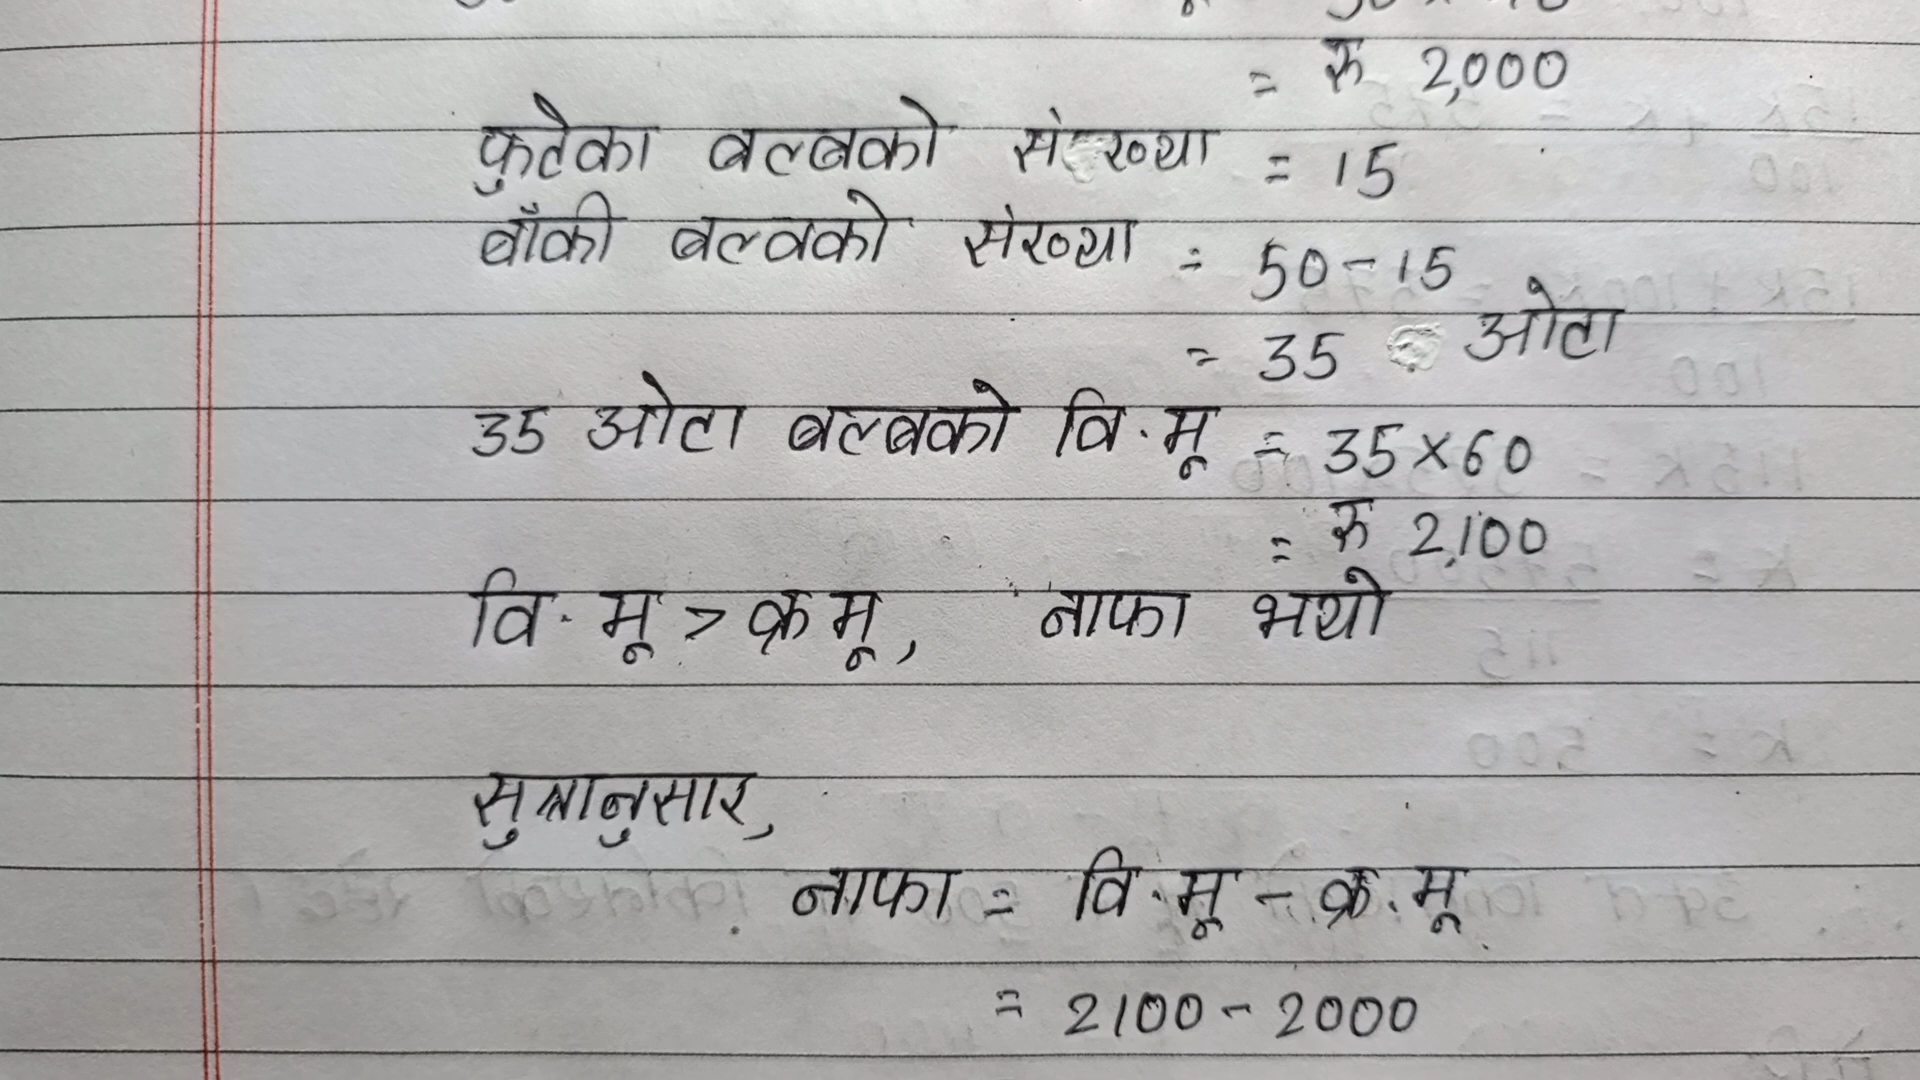 = रु 2,000
फुटेका बल्बको संख्या = 15
बाँकी बल्वको संख्या = 50-15
= 35 ओटा
35 ओटा बल्बको वि.मू = 35×60
= रु 2,100
वि.मू > क्र मू, नाफा भयो
सुत्रानुसार,
नाफा = वि.मू - क्र.मू
= 2100-2000